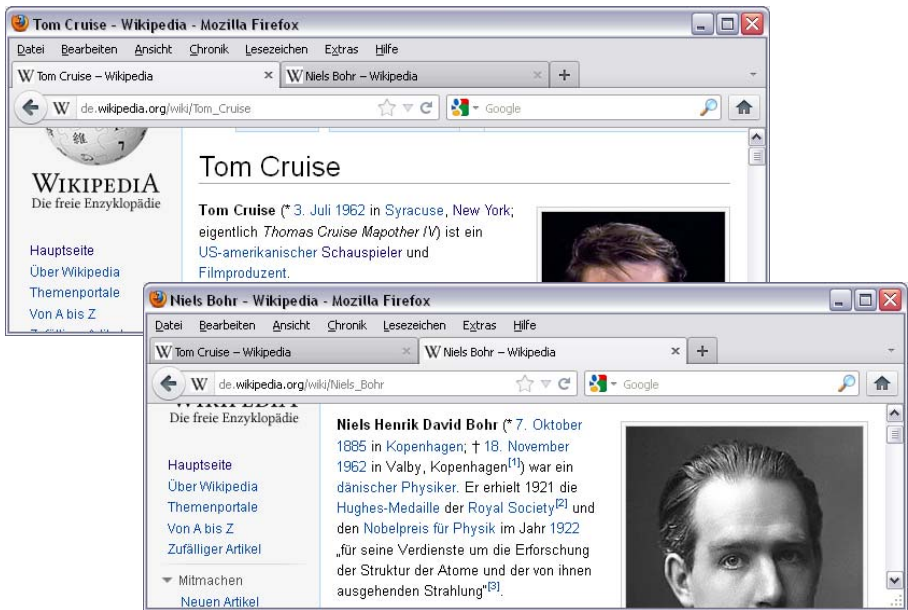 Tom Cruise - Wikipedia - Mozilla Firefox
Datei Bearbeiten Ansicht Chronik Lesezeichen Extras Hilfe
W Tom Cruise – Wikipedia × W Niels Bohr – Wikipedia × +
W de.wikipedia.org/wiki/Tom_Cruise Google
WIKIPEDIA
Die freie Enzyklopädie
Hauptseite
Über Wikipedia
Themenportale
Von A bis Z
Tom Cruise
Tom Cruise (* 3. Juli 1962 in Syracuse, New York;
eigentlich Thomas Cruise Mapother IV) ist ein
US-amerikanischer Schauspieler und
Filmproduzent.
Niels Bohr - Wikipedia - Mozilla Firefox
Datei Bearbeiten Ansicht Chronik Lesezeichen Extras Hilfe
W Tom Cruise – Wikipedia × W Niels Bohr – Wikipedia × +
W de.wikipedia.org/wiki/Niels_Bohr Google
WIKIPEDIA
Die freie Enzyklopädie
Hauptseite
Über Wikipedia
Themenportale
Von A bis Z
Zufälliger Artikel
Mitmachen
Neuen Artikel
Niels Henrik David Bohr (* 7. Oktober
1885 in Kopenhagen; † 18. November
1962 in Valby, Kopenhagen[1]) war ein
dänischer Physiker. Er erhielt 1921 die
Hughes-Medaille der Royal Society[2] und
den Nobelpreis für Physik im Jahr 1922
„für seine Verdienste um die Erforschung
der Struktur der Atome und der von ihnen
ausgehenden Strahlung“[3].